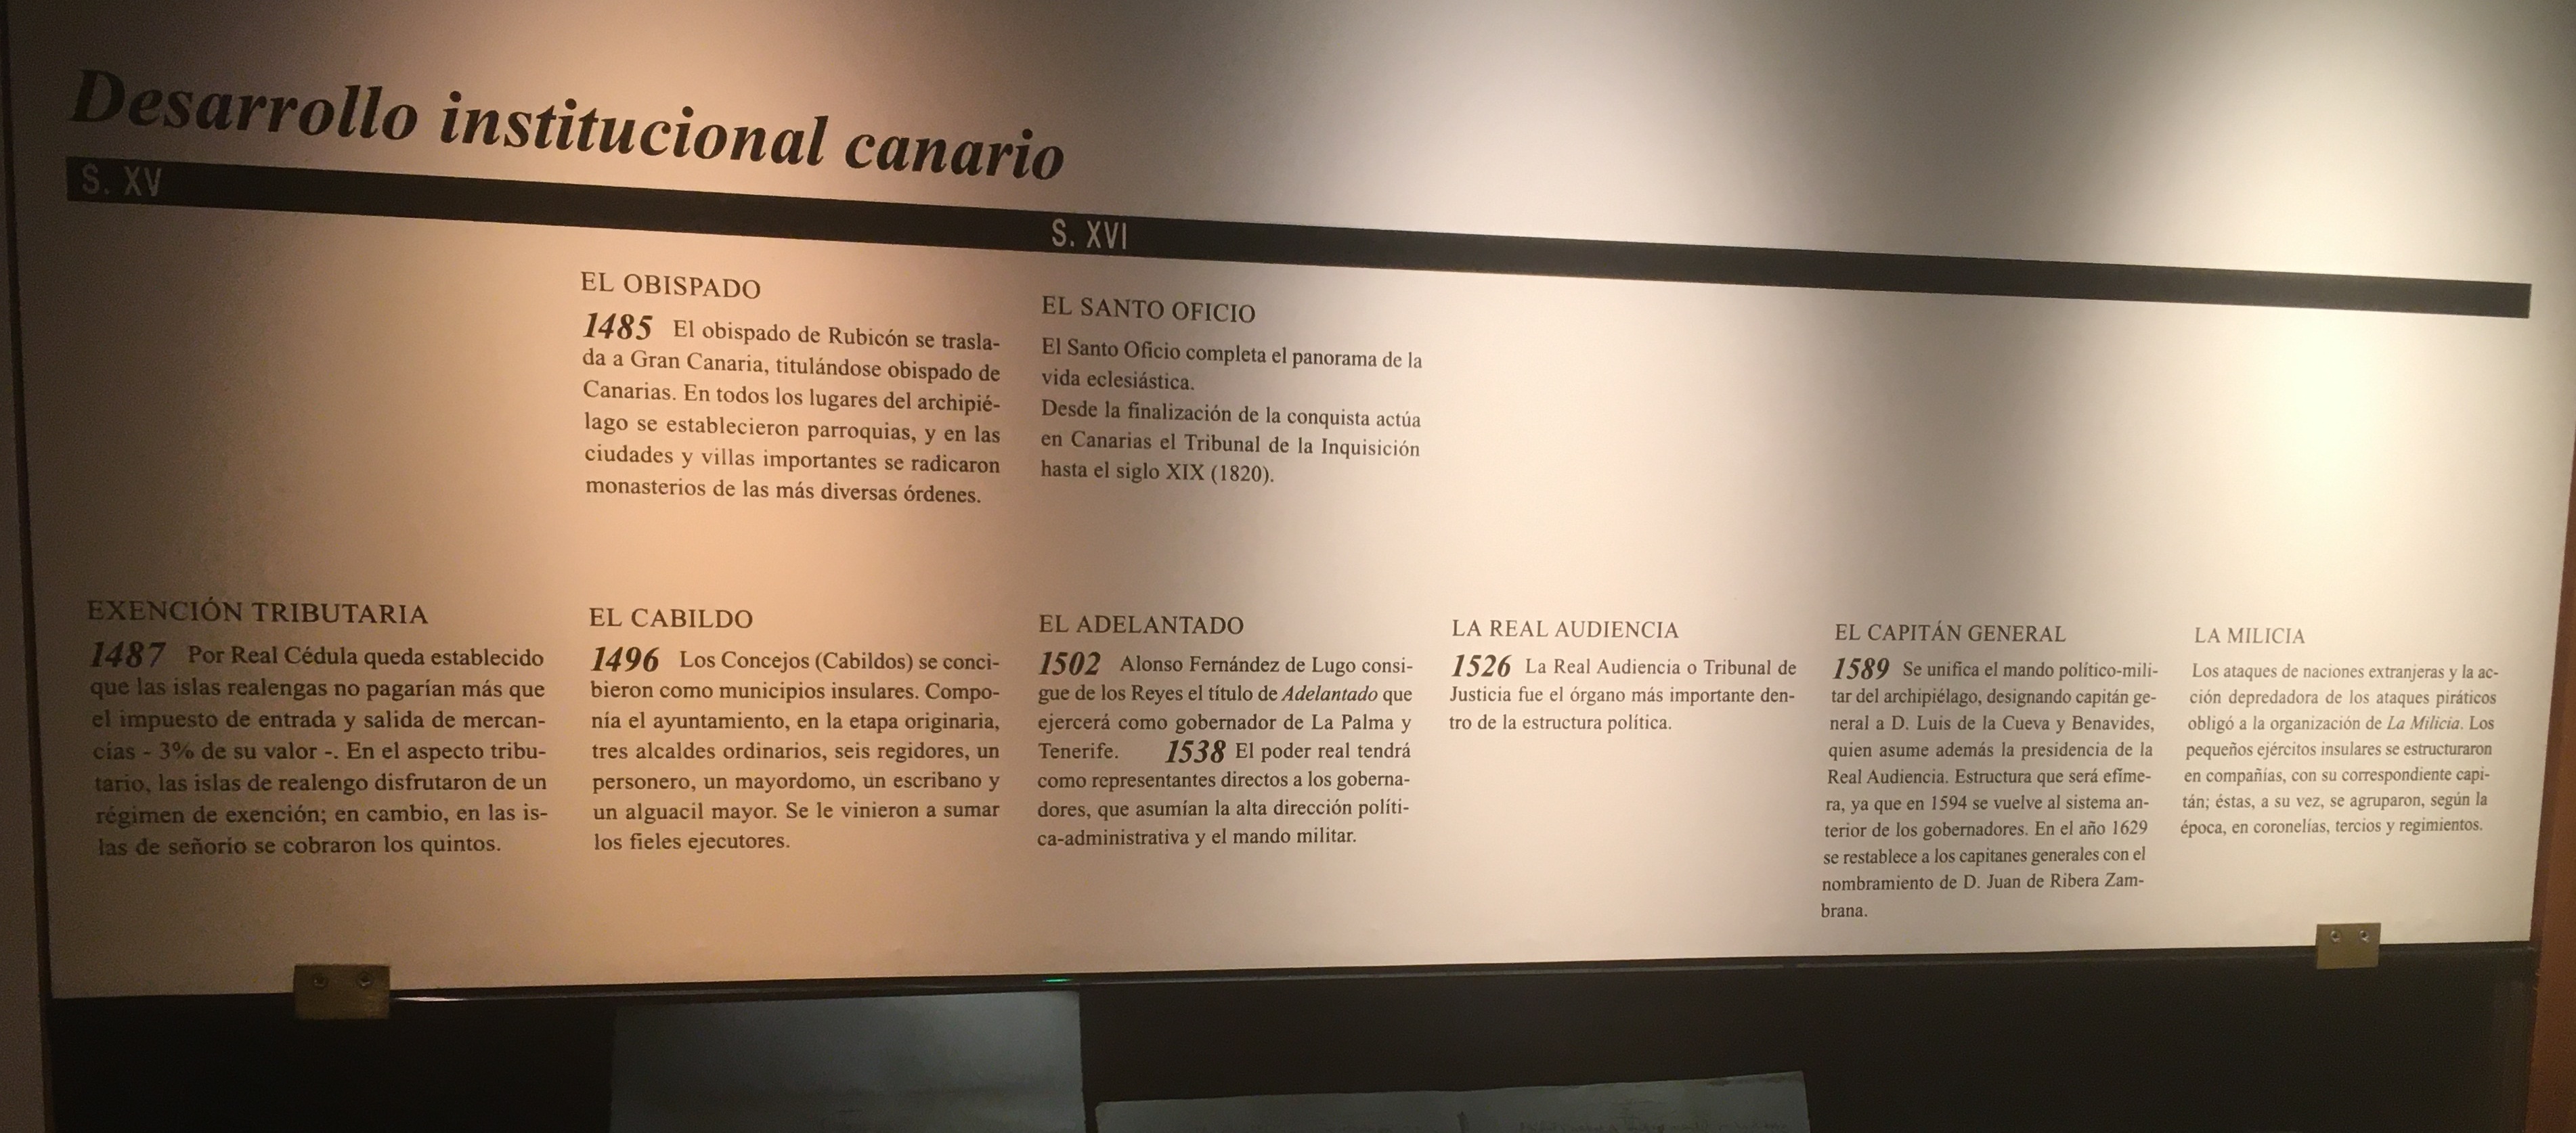 Desarrollo institucional canario
S. XV
S. XVI
EL OBISPADO
1485 El obispado de Rubicón se trasla-
da a Gran Canaria, titulándose obispado de
Canarias. En todos los lugares del archipié-
lago se establecieron parroquias, y en las
ciudades y villas importantes se radicaron
monasterios de las más diversas órdenes.
EL SANTO OFICIO
El Santo Oficio completa el panorama de la
vida eclesiástica.
Desde la finalización de la conquista actúa
en Canarias el Tribunal de la Inquisición
hasta el siglo XIX (1820).
EXENCIÓN TRIBUTARIA
1487 Por Real Cédula queda establecido
que las islas realengas no pagarían más que
el impuesto de entrada y salida de mercan-
cías - 3% de su valor -. En el aspecto tribu-
tario, las islas de realengo disfrutaron de un
régimen de exención; en cambio, en las is-
las de señorío se cobraron los quintos.
EL CABILDO
1496 Los Concejos (Cabildos) se conci-
bieron como municipios insulares. Compo-
nía el ayuntamiento, en la etapa originaria,
tres alcaldes ordinarios, seis regidores, un
personero, un mayordomo, un escribano y
un alguacil mayor. Se le vinieron a sumar
los fieles ejecutores.
EL ADELANTADO
1502 Alonso Fernández de Lugo consi-
gue de los Reyes el título de Adelantado que
ejercerá como gobernador de La Palma y
Tenerife. 1538 El poder real tendrá
como representantes directos a los goberna-
dores, que asumían la alta dirección políti-
ca-administrativa y el mando militar.
LA REAL AUDIENCIA
1526 La Real Audiencia o Tribunal de
Justicia fue el órgano más importante den-
tro de la estructura política.
EL CAPITÁN GENERAL
1589 Se unifica el mando político-mili-
tar del archipiélago, designando capitán ge-
neral a D. Luis de la Cueva y Benavides,
quien asume además la presidencia de la
Real Audiencia. Estructura que será efíme-
ra, ya que en 1594 se vuelve al sistema an-
terior de los gobernadores. En el año 1629
se restablece a los capitanes generales con el
nombramiento de D. Juan de Ribera Zam-
brana.
LA MILICIA
Los ataques de naciones extranjeras y la ac-
ción depredadora de los ataques piráticos
obligó a la organización de La Milicia. Los
pequeños ejércitos insulares se estructuraron
en compañías, con su correspondiente capi-
tán; éstas, a su vez, se agruparon, según la
época, en coronelías, tercios y regimientos.